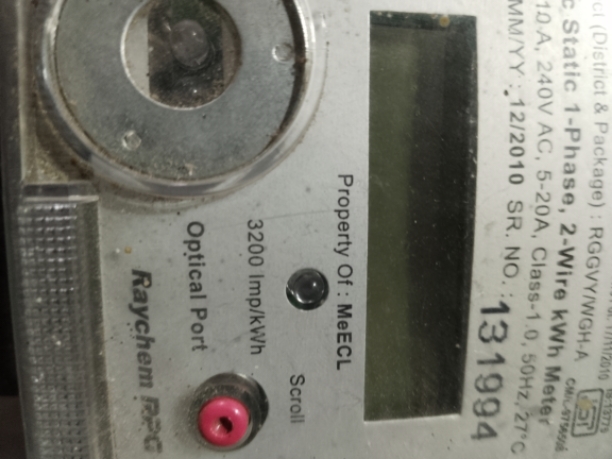 ct (District & Package) : RGGVY/WGH-A
c Static 1-Phase, 2-Wire kWh Meter
10 A, 240V AC, 5-20A, Class-1.0, 50Hz, 27°C
MM/YY : 12/2010 SR. NO. : 131994
Property Of : MeECL
3200 Imp/kWh
Scroll
Optical Port
Raychem RPG